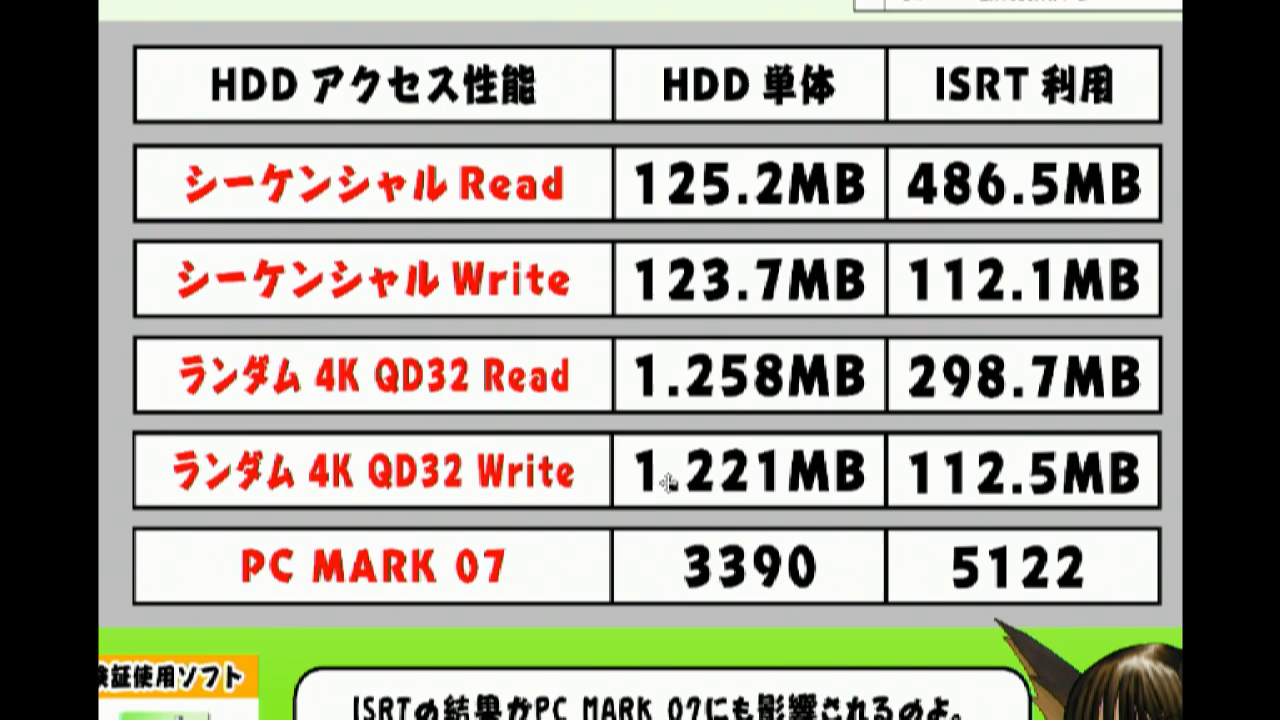 HDD アクセス性能 HDD 単体 ISRT 利用
シーケンシャル Read 125.2MB 486.5MB
シーケンシャル Write 123.7MB 112.1MB
ランダム 4K QD32 Read 1.258MB 298.7MB
ランダム 4K QD32 Write 1.221MB 112.5MB
PC MARK 07 3390 5122
検証使用ソフト
ISRTの結果がPC MARK 07にも影響されるのよ。